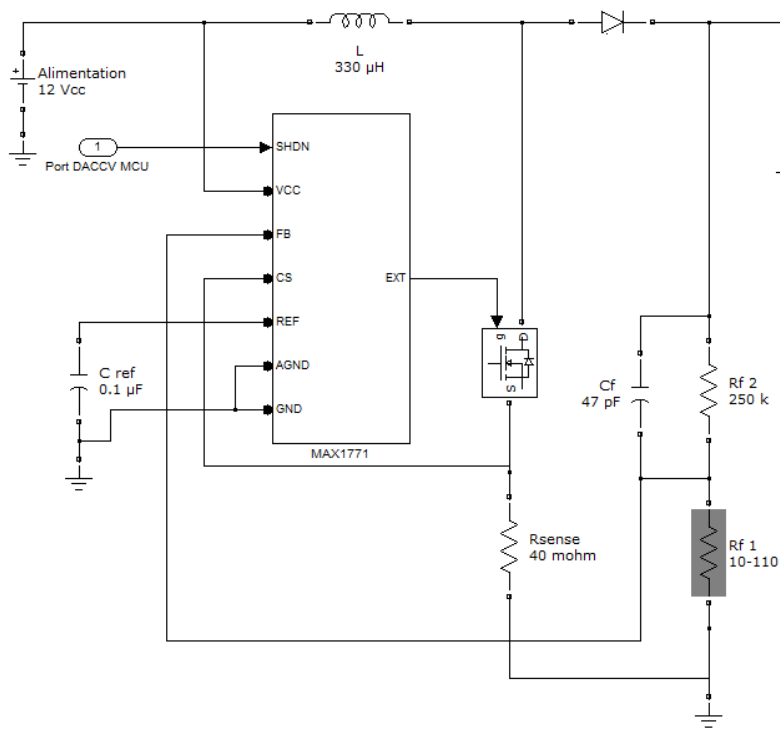 L
330 µH
Alimentation
12 Vcc
+
1
Port DACCV MCU
SHDN
VCC
FB
CS
REF
AGND
GND
EXT
MAX1771
C ref
0.1 µF
g
D
S
Cf
47 pF
Rf 2
250 k
Rsense
40 mohm
Rf 1
10-110